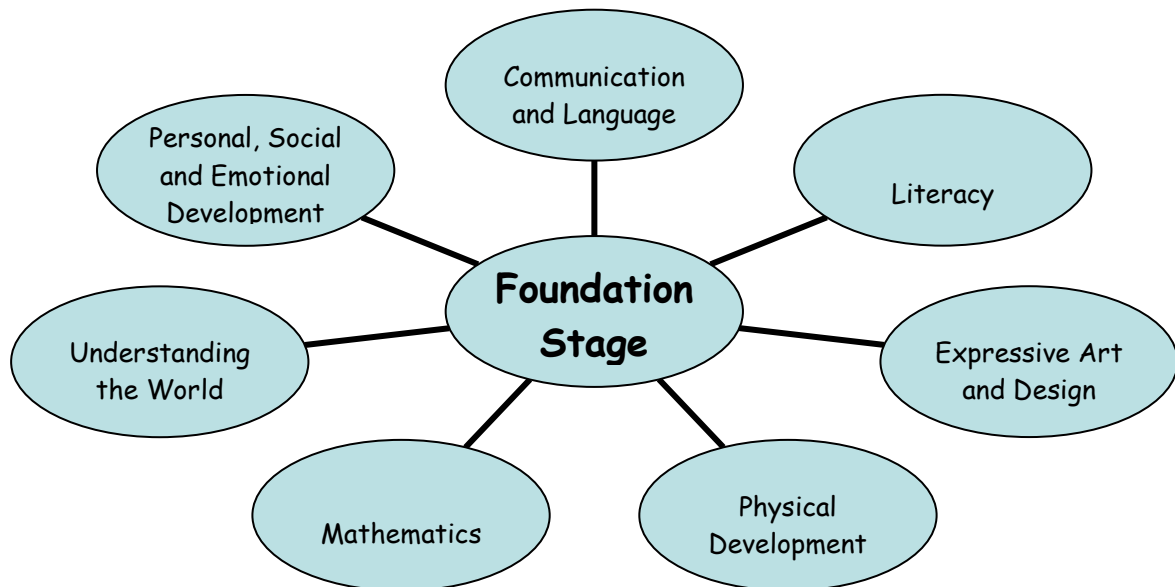 Communication
and Language
Personal, Social
and Emotional
Development
Literacy
Foundation
Stage
Understanding
the World
Expressive Art
and Design
Mathematics
Physical
Development